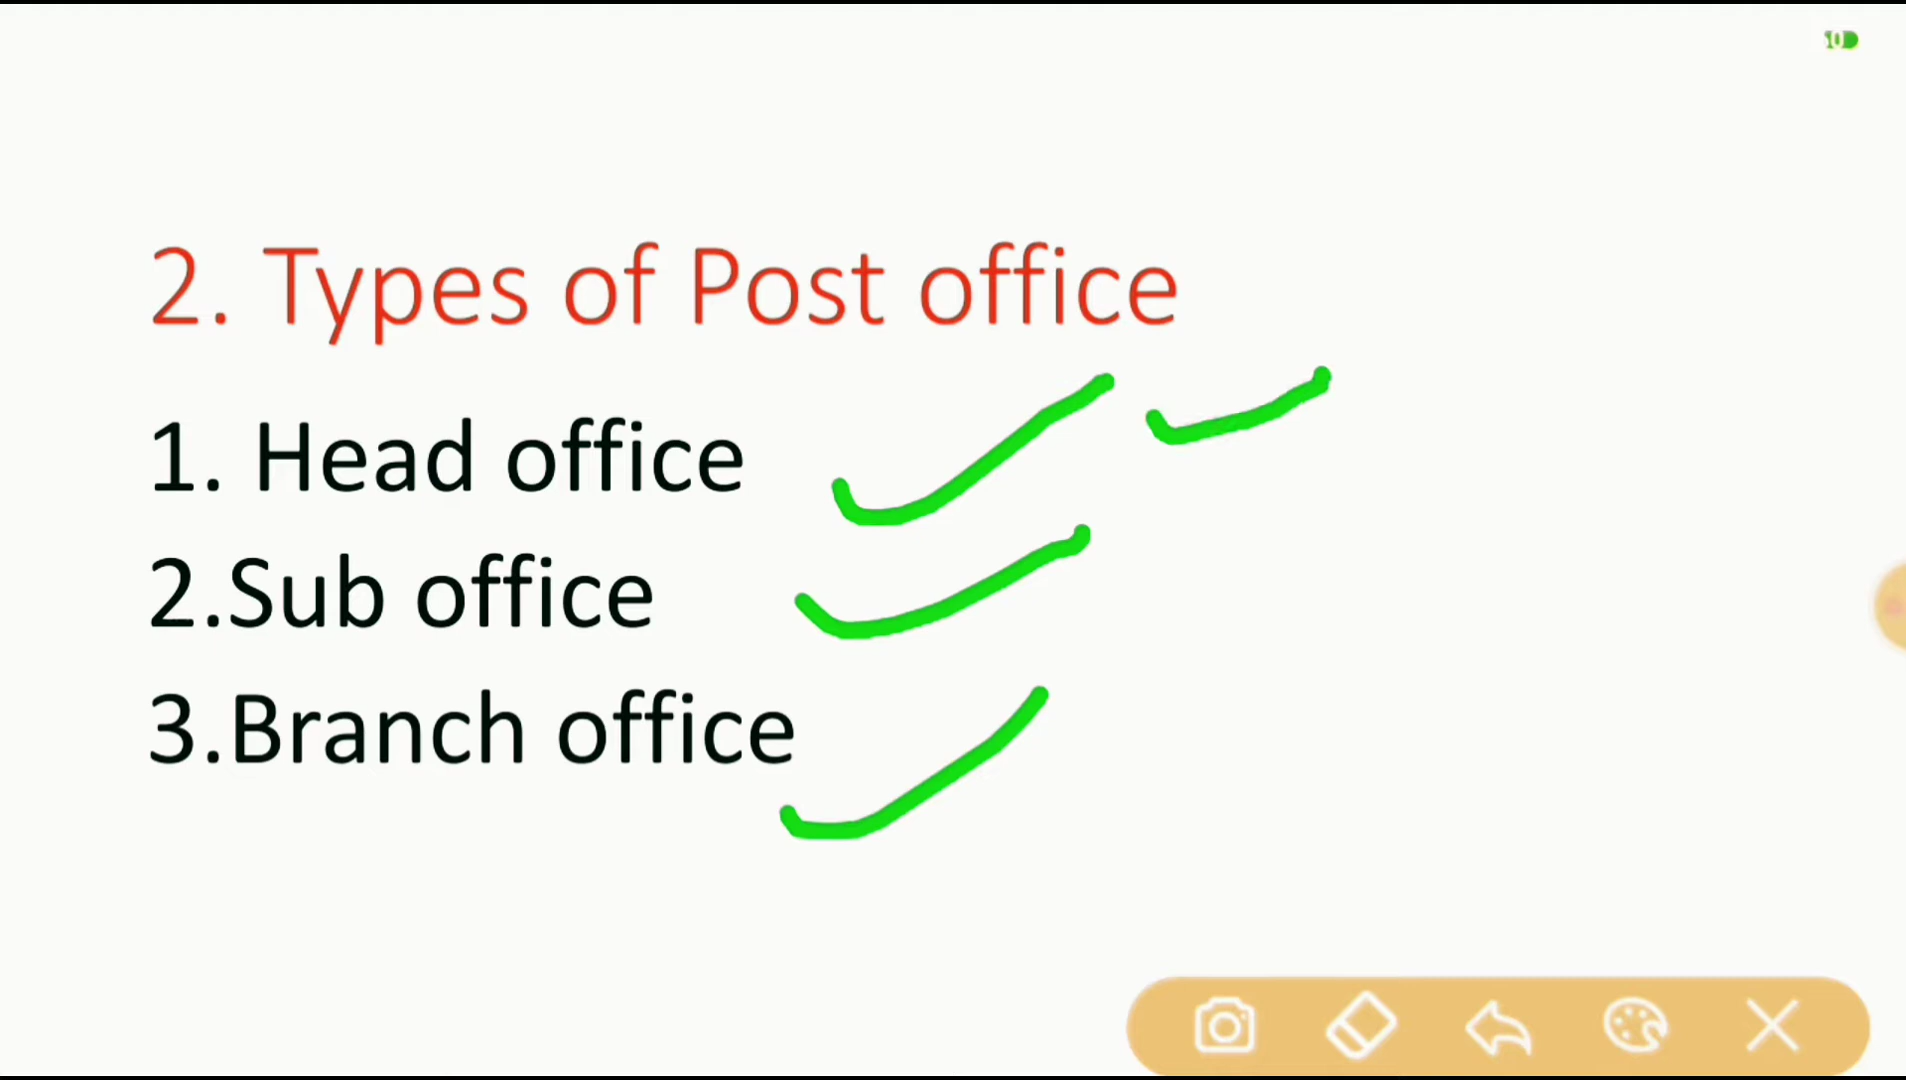 2. Types of Post office
1. Head office
2.Sub office
3.Branch office